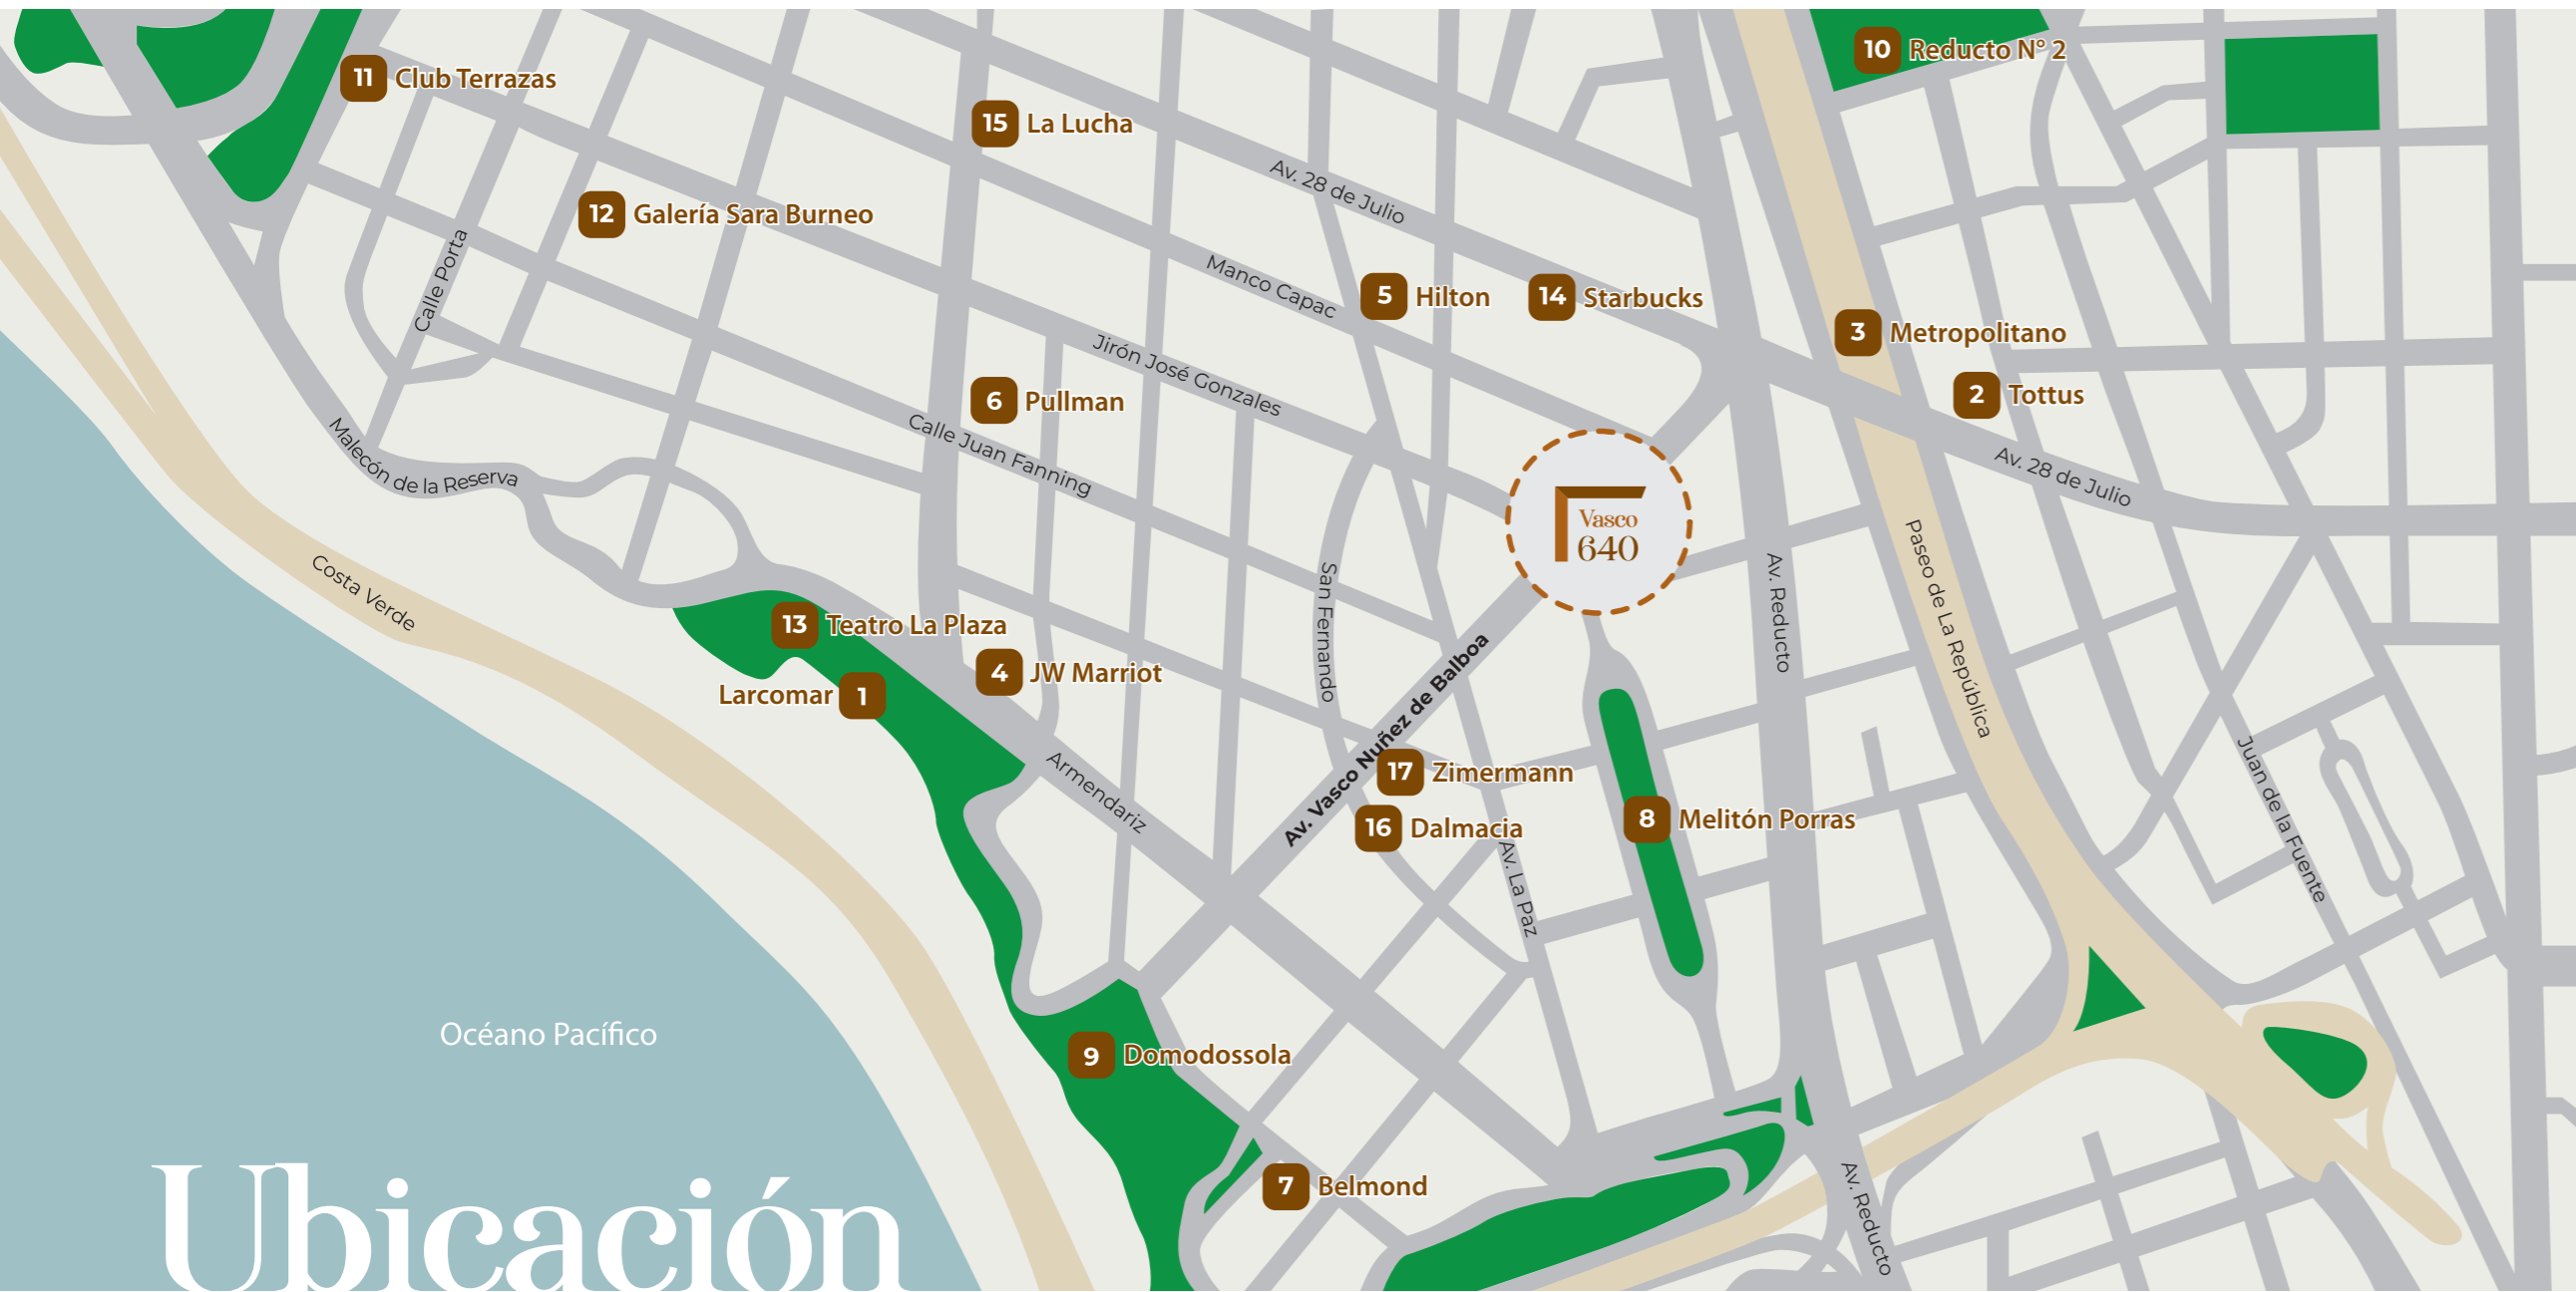 10 Reducto N° 2
11 Club Terrazas
15 La Lucha
Av. 28 de Julio
12 Galería Sara Burneo
Calle Porta
Manco Capac
5 Hilton
14 Starbucks
3 Metropolitano
Jirón José Gonzales
2 Tottus
6 Pullman
Calle Juan Fanning
Av. 28 de Julio
Malecón de la Reserva
Vasco
640
Costa Verde
San Fernando
Av. Reducto
Paseo de La República
13 Teatro La Plaza
4 JW Marriot
Larcomar 1
Av. Vasco Nuñez de Balboa
Armendariz
17 Zimermann
16 Dalmacia
8 Melitón Porras
Juan de la Fuente
Av. La Paz
Océano Pacífico
9 Domodossola
7 Belmond
Av. Reducto
Ubicación